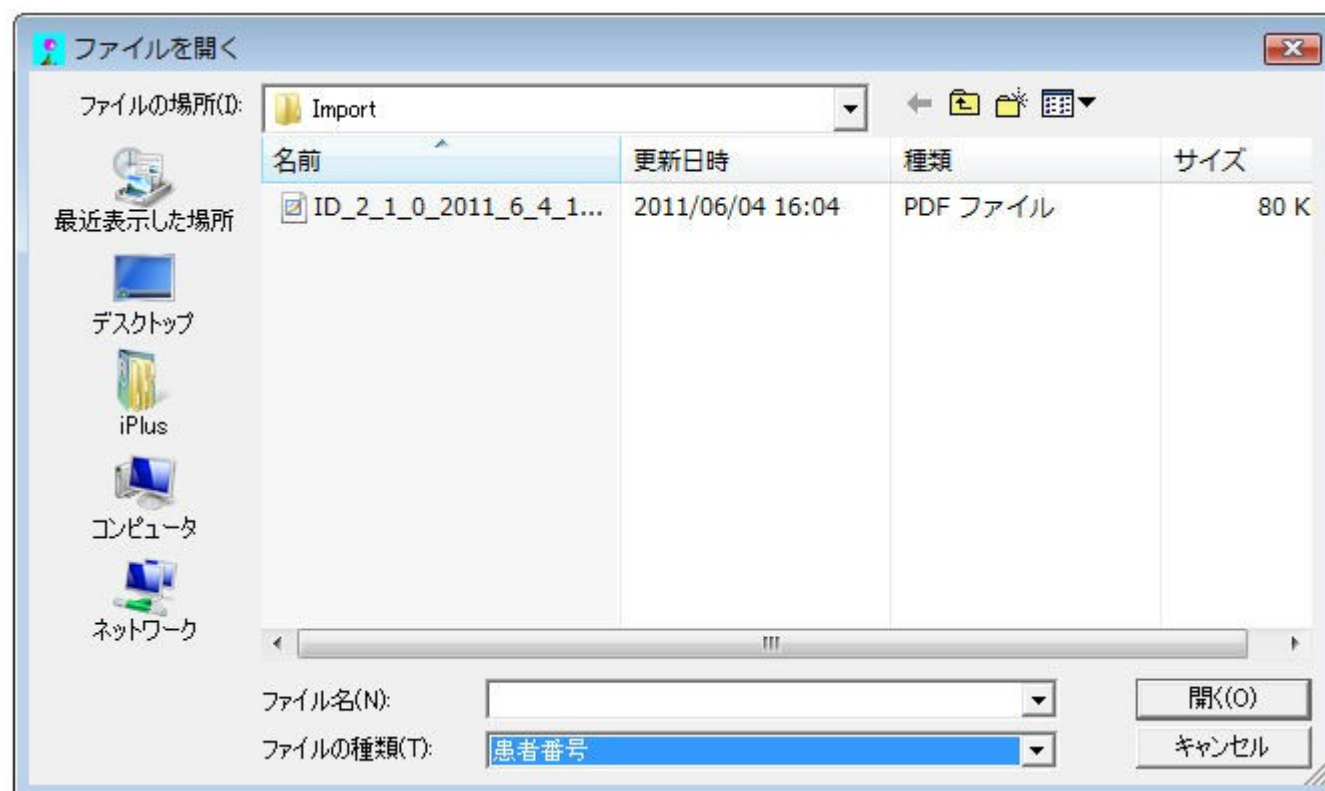 ファイルを開く
ファイルの場所(I):
Import
名前
更新日時
種類
サイズ
ID_2_1_0_2011_6_4_1...
2011/06/04 16:04
PDF ファイル
80 K
最近表示した場所
デスクトップ
iPlus
コンピュータ
ネットワーク
ファイル名(N):
開く(O)
ファイルの種類(T):
患者番号
キャンセル